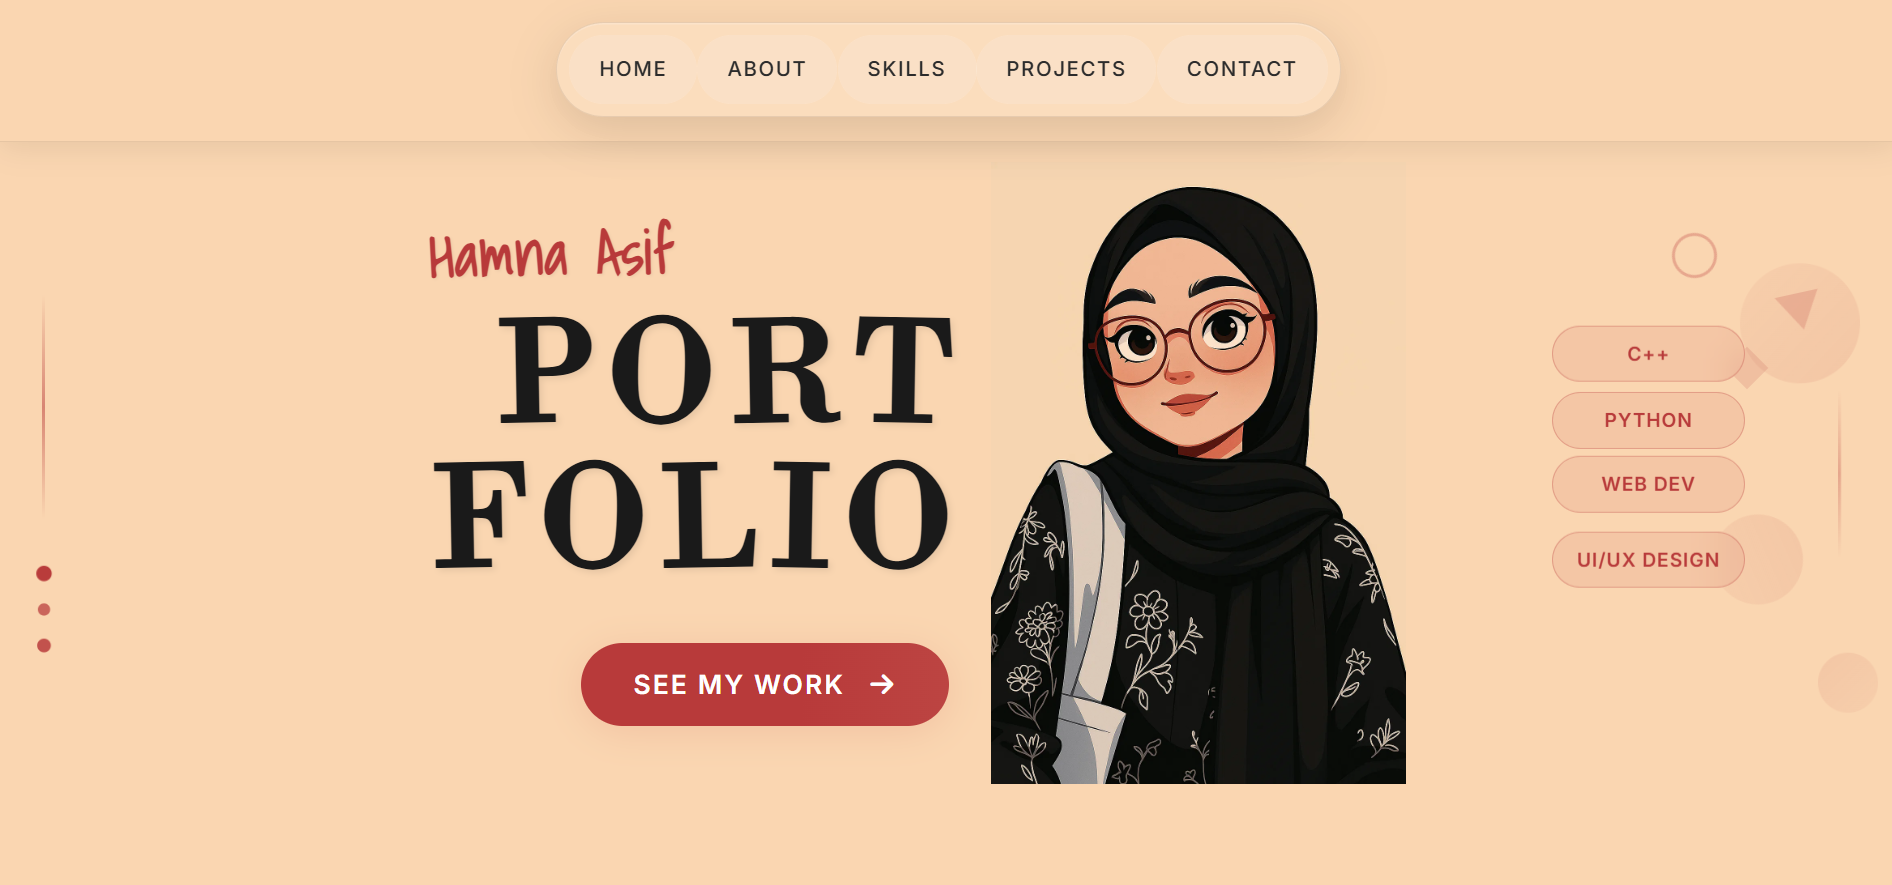 HOME ABOUT SKILLS PROJECTS CONTACT
Hamna Asif
PORT
FOLIO
SEE MY WORK →
C++
PYTHON
WEB DEV
UI/UX DESIGN